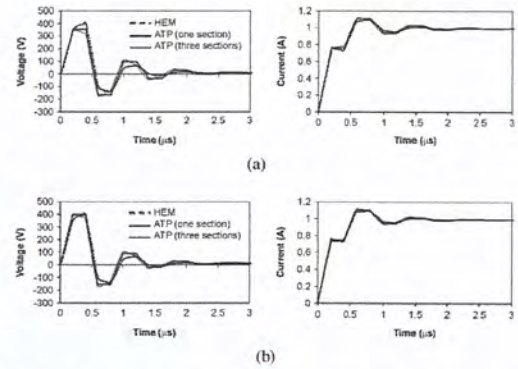 400
300
200
100
0
-100
-200
-300
Voltage (V)
HEM
ATP (one section)
ATP (three sections)
0 0.5 1 1.5 2 2.5 3
Time (µs)
1.2
1
0.8
0.6
0.4
0.2
0
Current (A)
0 0.5 1 1.5 2 2.5 3
Time (µs)
(a)
500
400
300
200
100
0
-100
-200
-300
Voltage (V)
HEM
ATP (one section)
ATP (three sections)
0 0.5 1 1.5 2 2.5 3
Time (µs)
1.2
1
0.8
0.6
0.4
0.2
0
Current (A)
0 0.5 1 1.5 2 2.5 3
Time (µs)
(b)